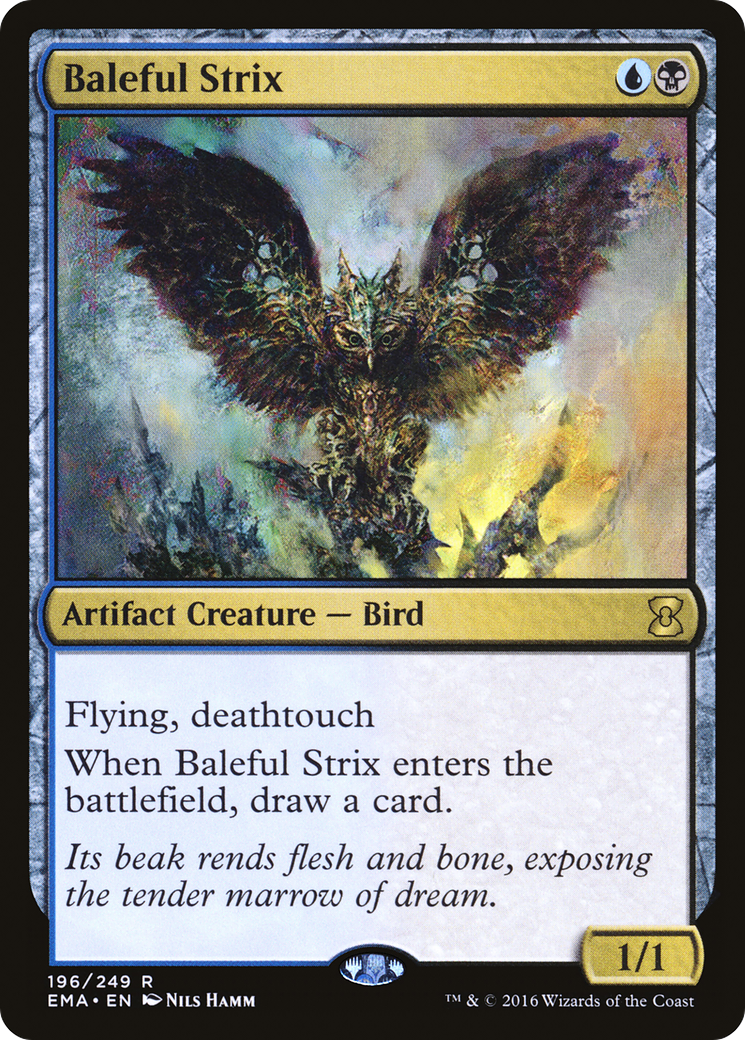 Baleful Strix
Artifact Creature — Bird
Flying, deathtouch
When Baleful Strix enters the
battlefield, draw a card.
Its beak rends flesh and bone, exposing
the tender marrow of dream.
1/1
196/249 R
EMA • EN Nils Hamm
™ & © 2016 Wizards of the Coast